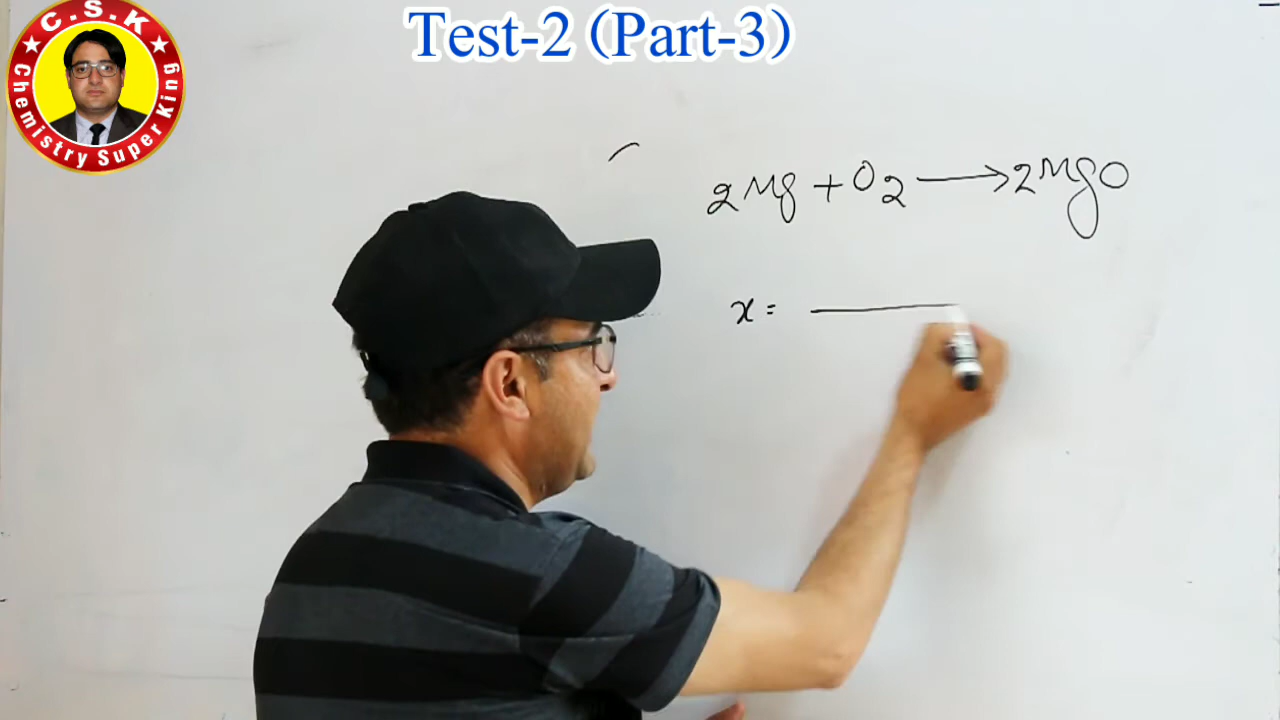 C.S.K
Chemistry Super King
Test-2 (Part-3)
2Mg + O2 ⟶ 2MgO
x =